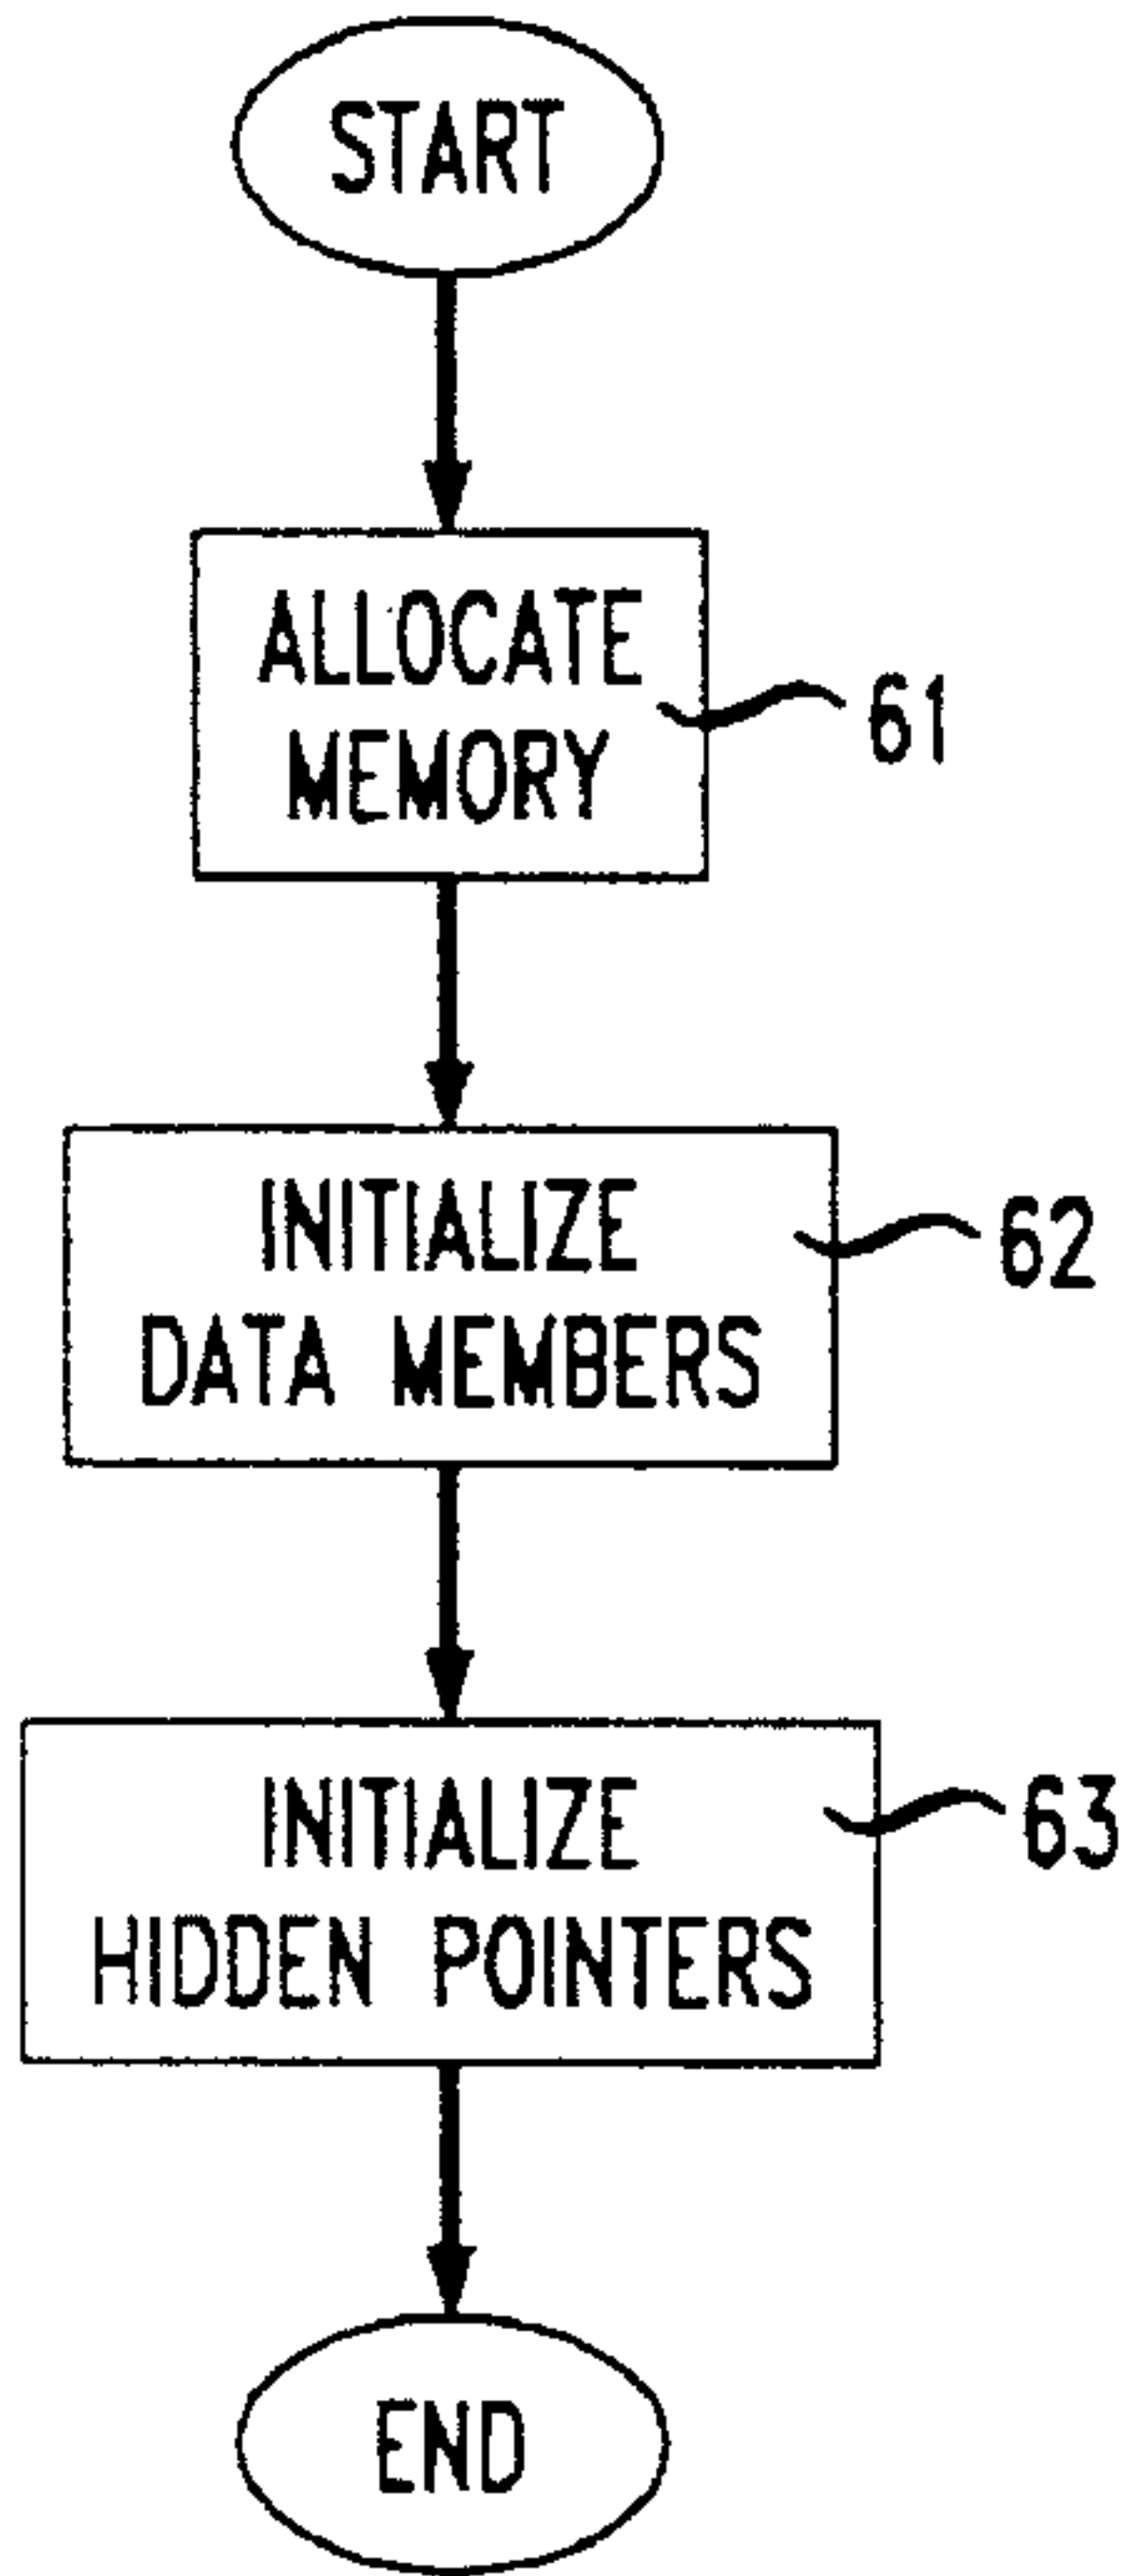 START
ALLOCATE
MEMORY
61
INITIALIZE
DATA MEMBERS
62
INITIALIZE
HIDDEN POINTERS
63
END